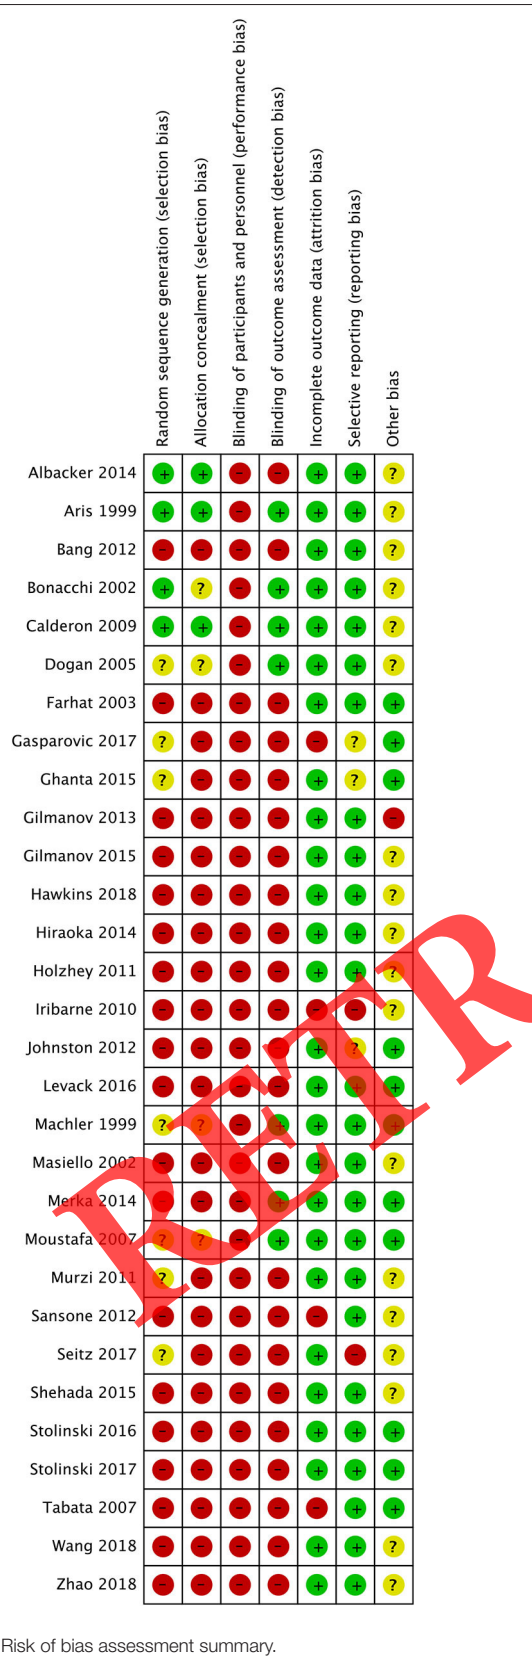 Random sequence generation (selection bias)
Allocation concealment (selection bias)
Blinding of participants and personnel (performance bias)
Blinding of outcome assessment (detection bias)
Incomplete outcome data (attrition bias)
Selective reporting (reporting bias)
Other bias
Albacker 2014 + + - - + + ?
Aris 1999 + + - + + + ?
Bang 2012 - - - - + + ?
Bonacchi 2002 + ? - + + + ?
Calderon 2009 + + - + + + ?
Dogan 2005 ? ? - + + + ?
Farhat 2003 - - - - + + +
Gasparovic 2017 ? - - - - ? +
Ghanta 2015 ? - - - + ? +
Gilmanov 2013 - - - - + + -
Gilmanov 2015 - - - - + + ?
Hawkins 2018 - - - - + + ?
Hiraoka 2014 - - - - + + ?
Holzhey 2011 - - - - + + ?
Iribarne 2010 - - - - - - ?
Johnston 2012 - - - - + ? +
Levack 2016 - - - - + + +
Machler 1999 ? ? - + + + +
Masiello 2002 - - - - + + ?
Merka 2014 - - - + + + +
Moustafa 2007 ? ? - + + + +
Murzi 2011 ? - - - + + ?
Sansone 2012 - - - - - + ?
Seitz 2017 ? - - - + - ?
Shehada 2015 - - - - + + ?
Stolinski 2016 - - - - + + +
Stolinski 2017 - - - - + + +
Tabata 2007 - - - - - + +
Wang 2018 - - - - + + ?
Zhao 2018 - - - - + + ?
RETR
Risk of bias assessment summary.